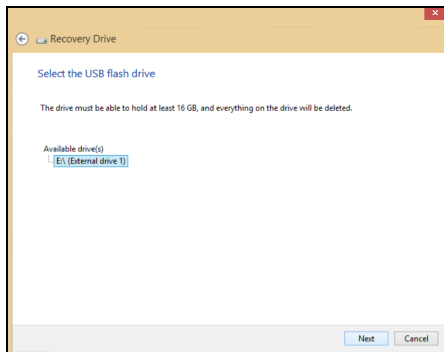 Recovery Drive
Select the USB flash drive
The drive must be able to hold at least 16 GB, and everything on the drive will be deleted.
Available drive(s)
E:\ (External drive 1)
Next Cancel